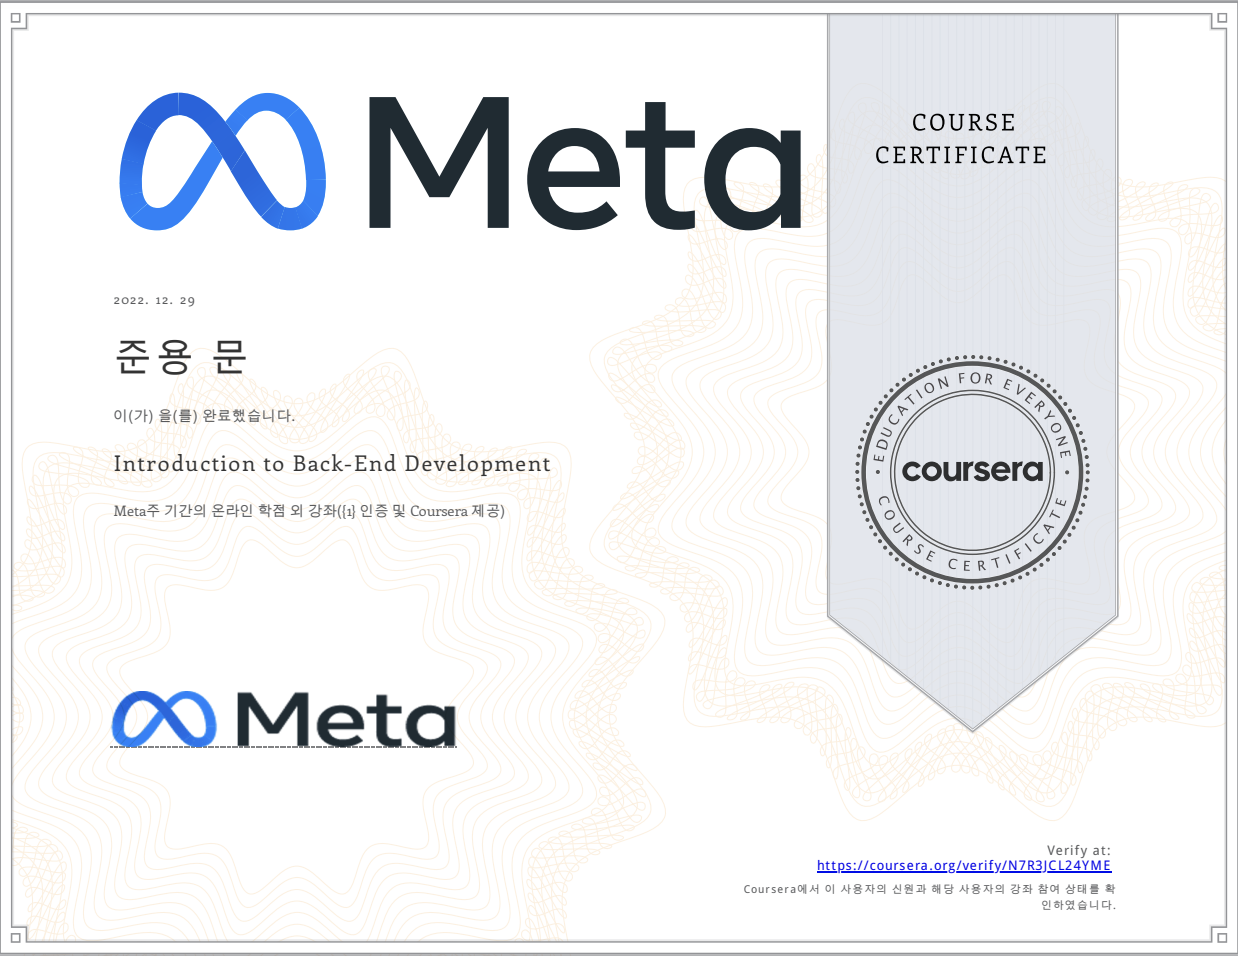 Meta
COURSE
CERTIFICATE
2022. 12. 29
준용 문
이(가) 을(를) 완료했습니다.
Introduction to Back-End Development
Meta주 기간의 온라인 학점 외 강좌({1} 인증 및 Coursera 제공)
EDUCATION FOR EVERYONE
coursera
COURSE CERTIFICATE
Meta
Verify at:
https://coursera.org/verify/N7R3JCL24YME
Coursera에서 이 사용자의 신원과 해당 사용자의 강좌 참여 상태를 확
인하였습니다.